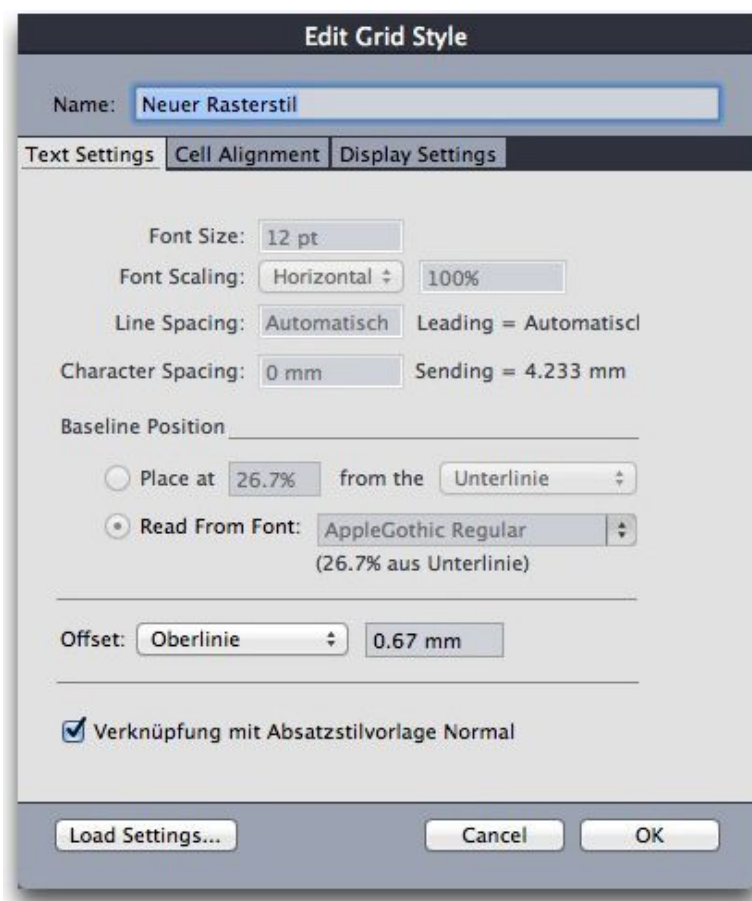 Edit Grid Style
Name: Neuer Rasterstil
Text Settings Cell Alignment Display Settings
Font Size: 12 pt
Font Scaling: Horizontal 100%
Line Spacing: Automatisch Leading = Automatiscl
Character Spacing: 0 mm Sending = 4.233 mm
Baseline Position
Place at 26.7% from the Unterlinie
Read From Font: AppleGothic Regular
(26.7% aus Unterlinie)
Offset: Oberlinie 0.67 mm
Verknüpfung mit Absatzstilvorlage Normal
Load Settings... Cancel OK